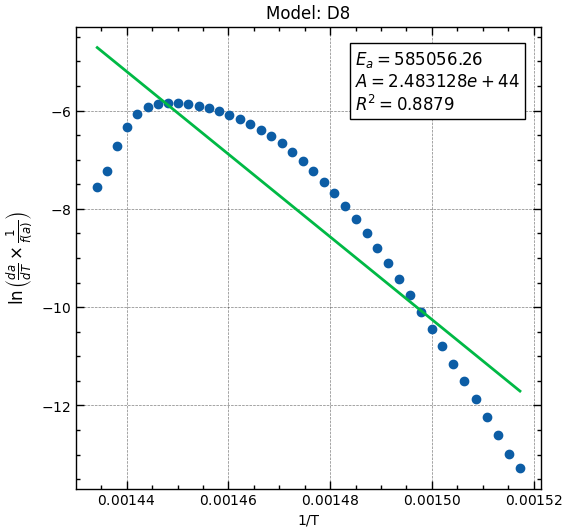 Model: D8
E_a = 585056.26
A = 2.483128e + 44
R^2 = 0.8879
ln(da/dT × 1/f(a))
−6
−8
−10
−12
0.00144 0.00146 0.00148 0.00150 0.00152
1/T